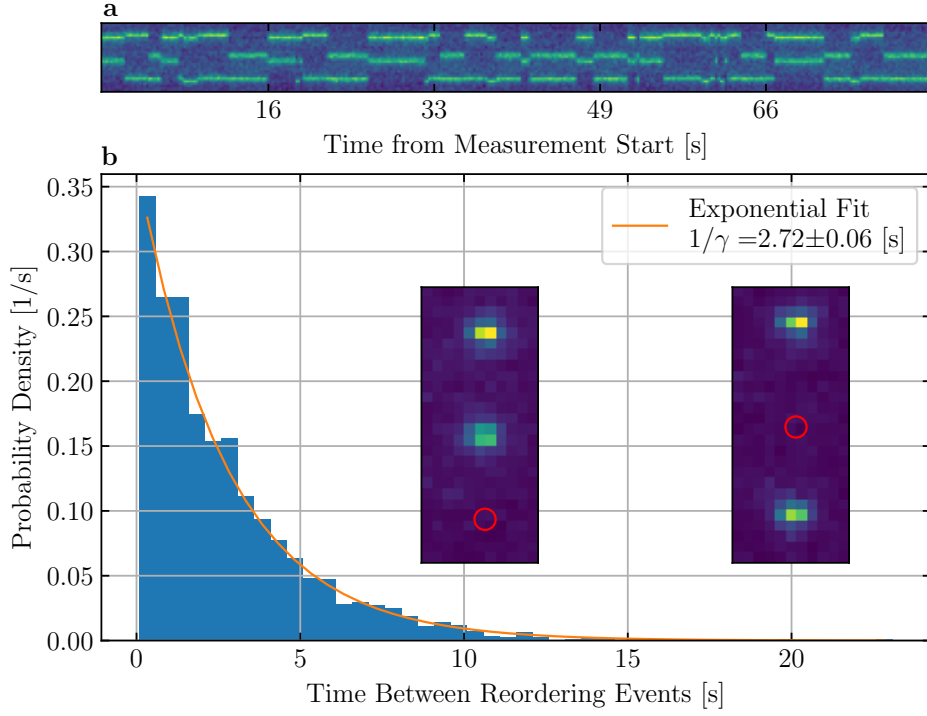 a
16 33 49 66
Time from Measurement Start [s]
b
Probability Density [1/s]
0.35
0.30
0.25
0.20
0.15
0.10
0.05
0.00
Exponential Fit
1/γ =2.72±0.06 [s]
0 5 10 15 20
Time Between Reordering Events [s]